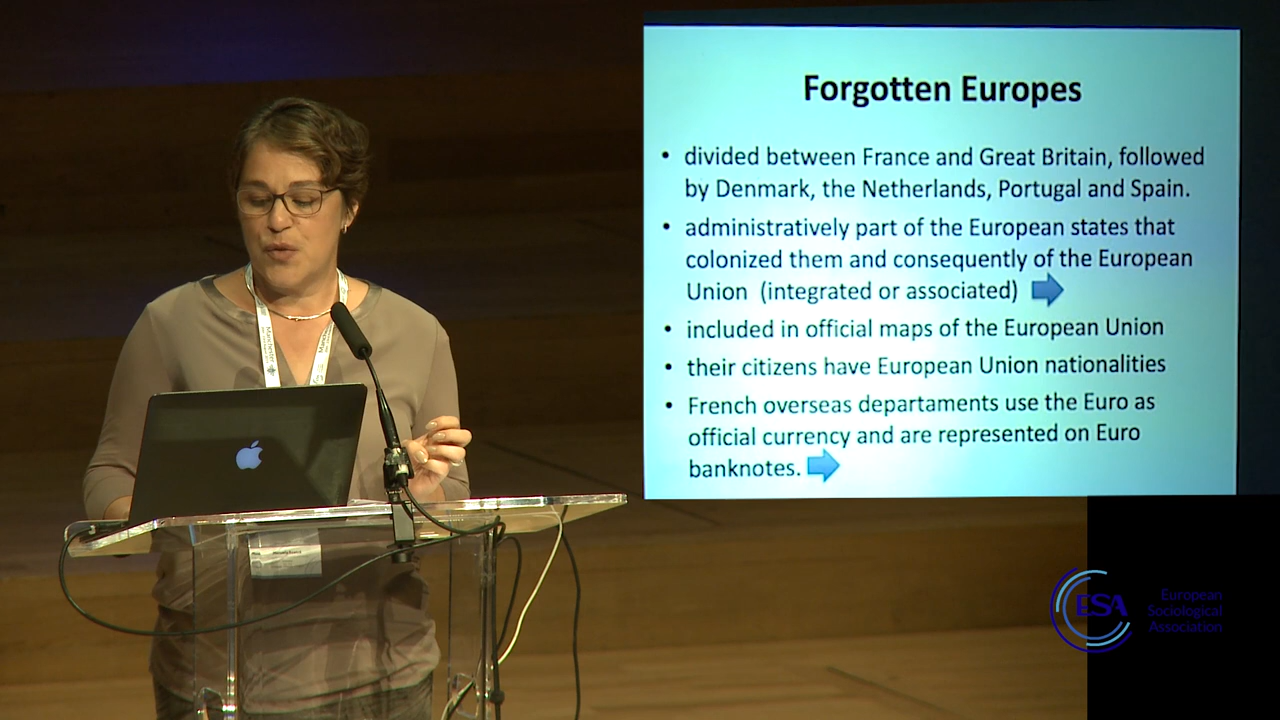 Forgotten Europes
• divided between France and Great Britain, followed
by Denmark, the Netherlands, Portugal and Spain.
• administratively part of the European states that
colonized them and consequently of the European
Union (integrated or associated)
• included in official maps of the European Union
• their citizens have European Union nationalities
• French overseas departaments use the Euro as
official currency and are represented on Euro
banknotes.
Manchester
ESA
European
Sociological
Association